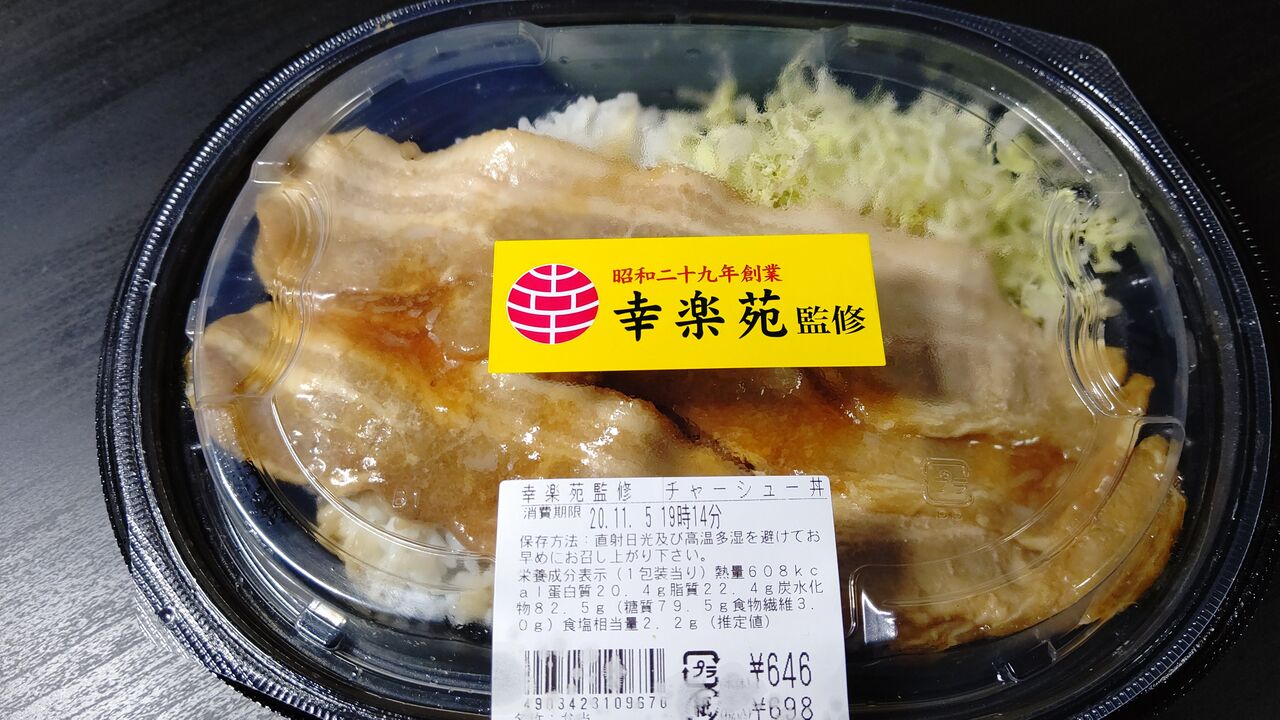 昭和二十九年創業
幸楽苑監修
幸楽苑監修 チャーシュー丼
消費期限 20.11. 5 19時14分
保存方法：直射日光及び高温多湿を避けてお
早めにお召し上がり下さい。
栄養成分表示（1包装当り）熱量608kc
al蛋白質20.4g脂質22.4g炭水化
物82.5g（糖質79.5g食物繊維3.
0g）食塩相当量2.2g（推定値）
プラ
¥646
4903423109676
¥698
プラ